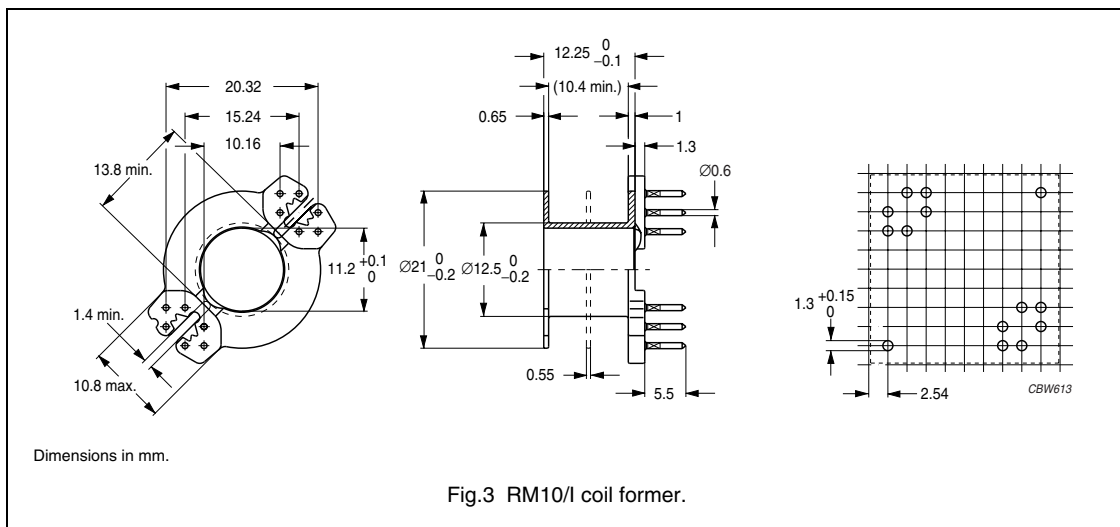 20.32
15.24
10.16
13.8 min.
11.2 +0.1 0
1.4 min.
10.8 max.
12.25 0 −0.1
(10.4 min.)
0.65
1
1.3
Ø0.6
Ø21 0 −0.2
Ø12.5 0 −0.2
0.55
5.5
1.3 +0.15 0
2.54
CBW613
Dimensions in mm.
Fig.3 RM10/I coil former.